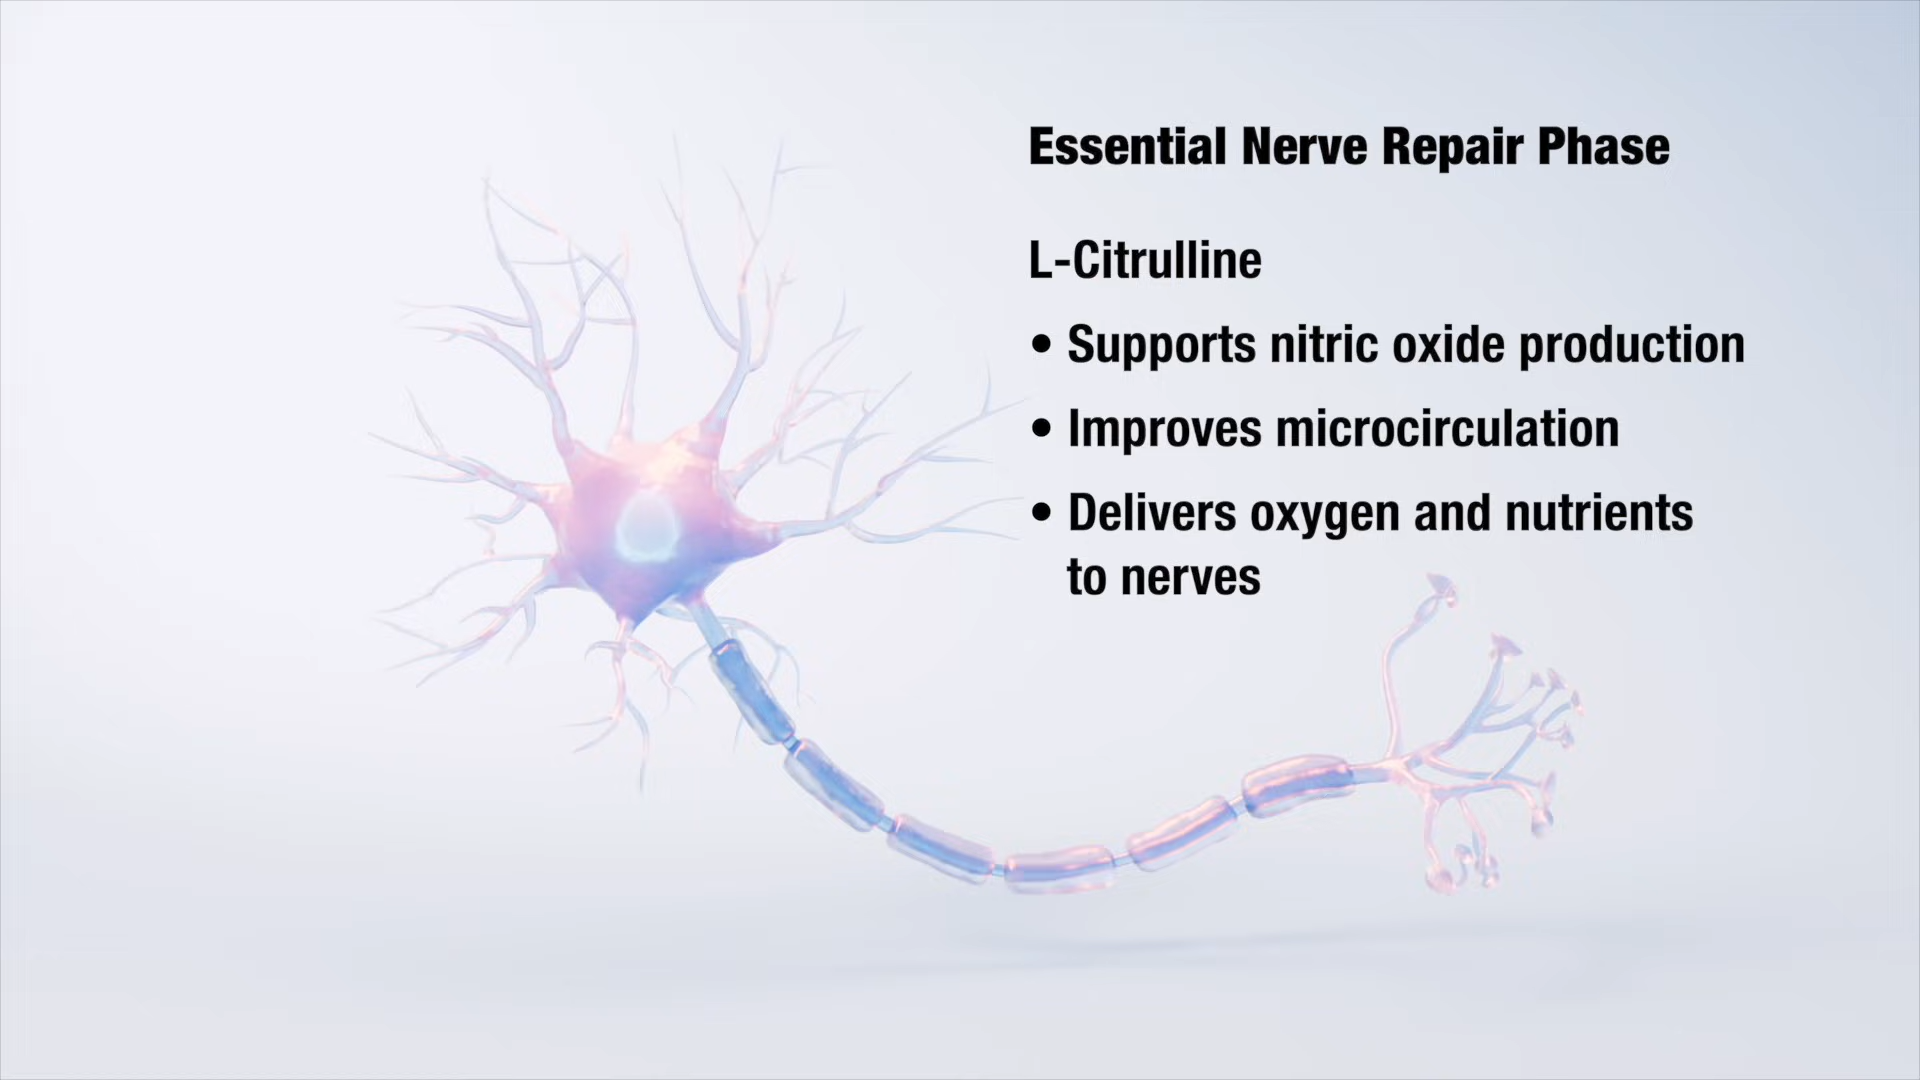 Essential Nerve Repair Phase
L-Citrulline
• Supports nitric oxide production
• Improves microcirculation
• Delivers oxygen and nutrients
to nerves